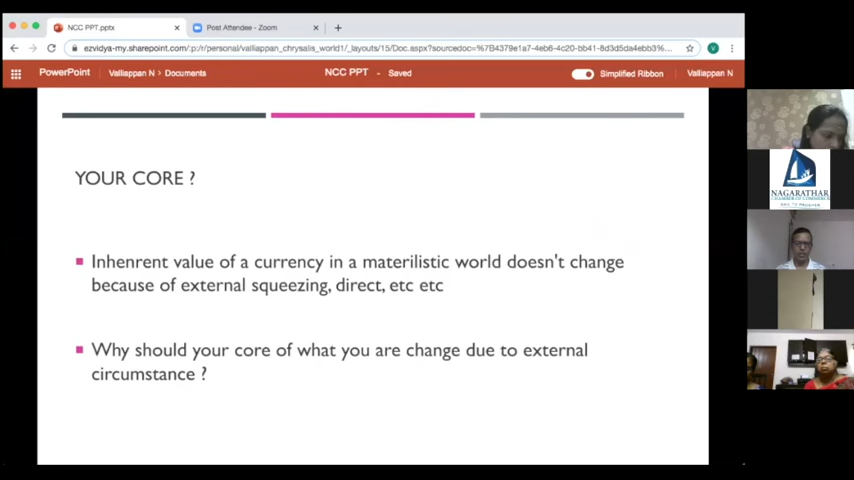 NCC PPT.pptx
Post Attendee - Zoom
ezvidya-my.sharepoint.com/:p:/r/personal/valliappan_chrysalis_world1/_layouts/15/Doc.aspx?sourcedoc=%7B4379e1a7-4eb6-4c20-bb41-8d3d5da4ebb3%...
V
PowerPoint
Valliappan N > Documents
NCC PPT - Saved
Simplified Ribbon
Valliappan N
YOUR CORE ?
Inhenrent value of a currency in a materilistic world doesn't change
because of external squeezing, direct, etc etc
Why should your core of what you are change due to external
circumstance ?
NAGARATHAR
CHAMBER OF COMMERCE